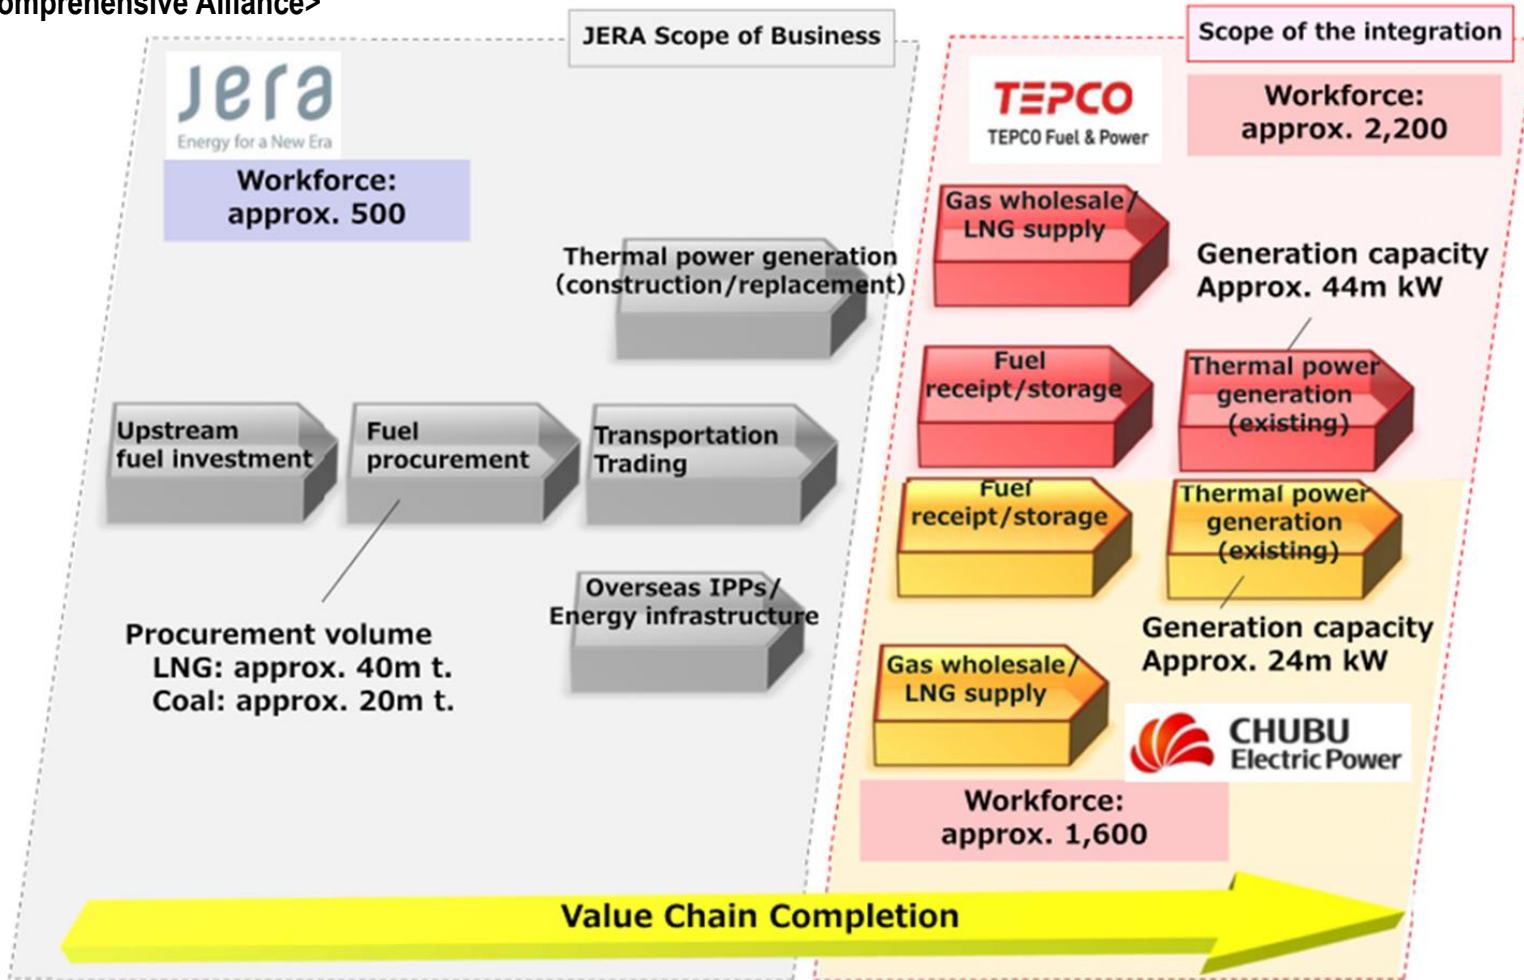 omprehensive Alliance>
JERA Scope of Business
Scope of the integration
Jera
Energy for a New Era
Workforce:
approx. 500
TEPCO
TEPCO Fuel & Power
Workforce:
approx. 2,200
Thermal power generation
(construction/replacement)
Upstream
fuel investment
Fuel
procurement
Transportation
Trading
Overseas IPPs/
Energy infrastructure
Procurement volume
LNG: approx. 40m t.
Coal: approx. 20m t.
Gas wholesale/
LNG supply
Generation capacity
Approx. 44m kW
Fuel
receipt/storage
Thermal power
generation
(existing)
Fuel
receipt/storage
Thermal power
generation
(existing)
Generation capacity
Approx. 24m kW
Gas wholesale/
LNG supply
CHUBU
Electric Power
Workforce:
approx. 1,600
Value Chain Completion